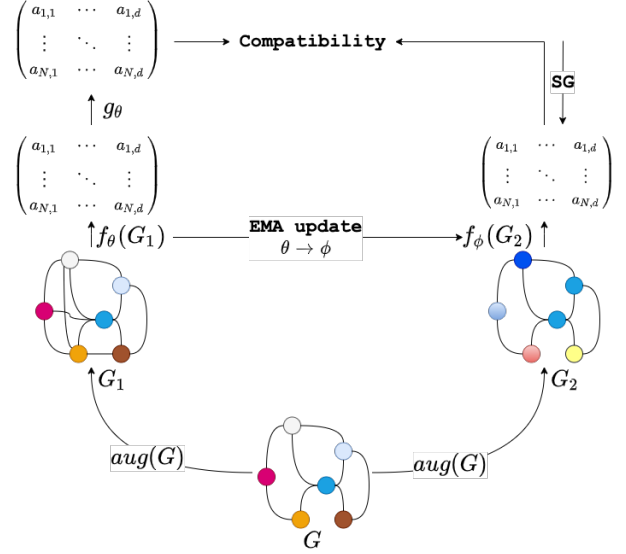 a_{1,1} ⋯ a_{1,d}
⋮ ⋱ ⋮
a_{N,1} ⋯ a_{N,d}
Compatibility
SG
g_θ
a_{1,1} ⋯ a_{1,d}
⋮ ⋱ ⋮
a_{N,1} ⋯ a_{N,d}
a_{1,1} ⋯ a_{1,d}
⋮ ⋱ ⋮
a_{N,1} ⋯ a_{N,d}
f_θ(G_1)
EMA update
θ → ϕ
f_ϕ(G_2)
G_1
G_2
aug(G)
aug(G)
G